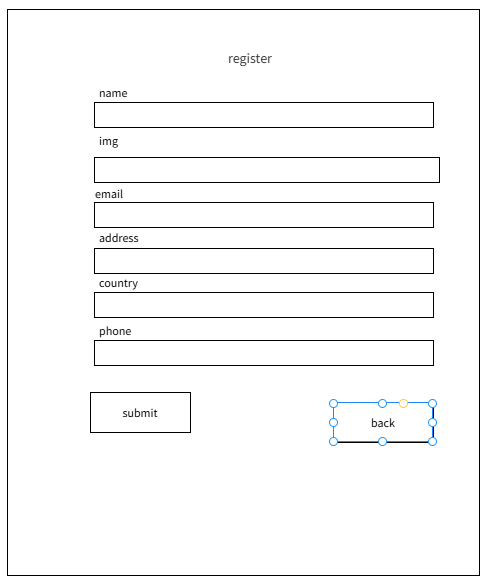 register
name
img
email
address
country
phone
submit
back